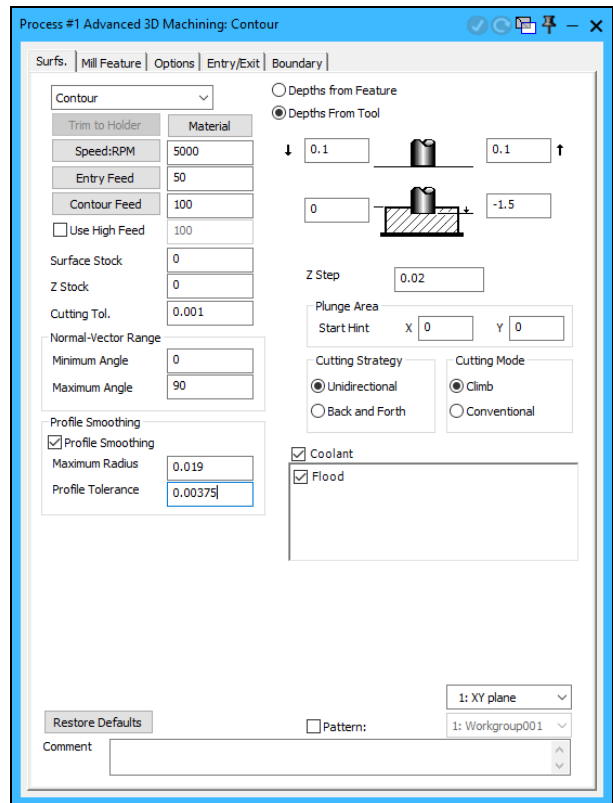 Process #1 Advanced 3D Machining: Contour
Surfs. Mill Feature Options Entry/Exit Boundary
Contour
Trim to Holder Material
Speed:RPM 5000
Entry Feed 50
Contour Feed 100
Use High Feed 100
Surface Stock 0
Z Stock 0
Cutting Tol. 0.001
Normal-Vector Range
Minimum Angle 0
Maximum Angle 90
Profile Smoothing
Profile Smoothing
Maximum Radius 0.019
Profile Tolerance 0.00375
Depths from Feature
Depths From Tool
0.1 0.1
0 -1.5
Z Step 0.02
Plunge Area
Start Hint X 0 Y 0
Cutting Strategy
Unidirectional
Back and Forth
Cutting Mode
Climb
Conventional
Coolant
Flood
1: XY plane
Restore Defaults Pattern: 1: Workgroup001
Comment